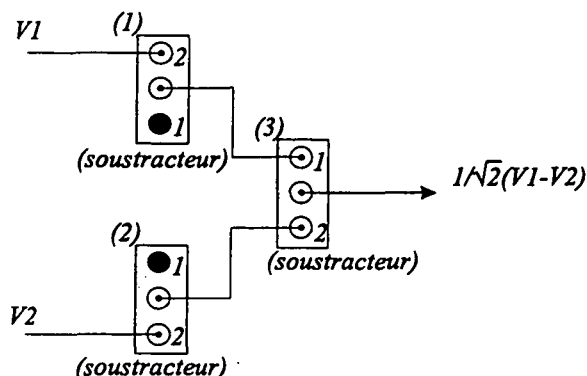 V1
(1)
2
1
(soustracteur)
(3)
1
2
(soustracteur)
1/√2(V1-V2)
(2)
1
2
V2
(soustracteur)